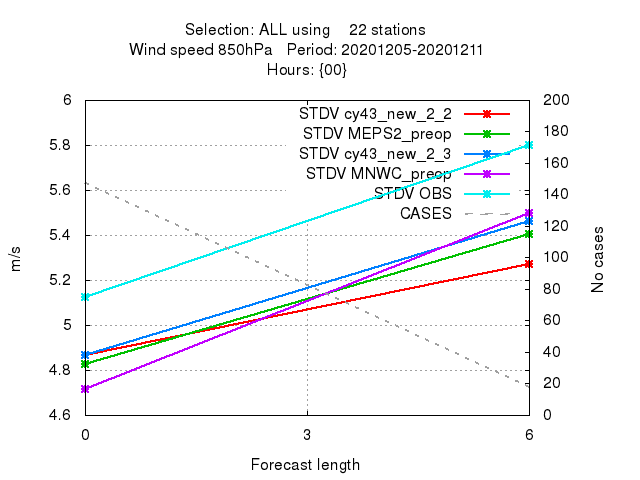 Selection: ALL using 22 stations
Wind speed 850hPa Period: 20201205-20201211
Hours: {00}
STDV cy43_new_2_2
STDV MEPS2_preop
STDV cy43_new_2_3
STDV MNWC_preop
STDV OBS
CASES
6
5.8
5.6
5.4
5.2
5
4.8
4.6
m/s
200
180
160
140
120
100
80
60
40
20
0
No cases
0 3 6
Forecast length